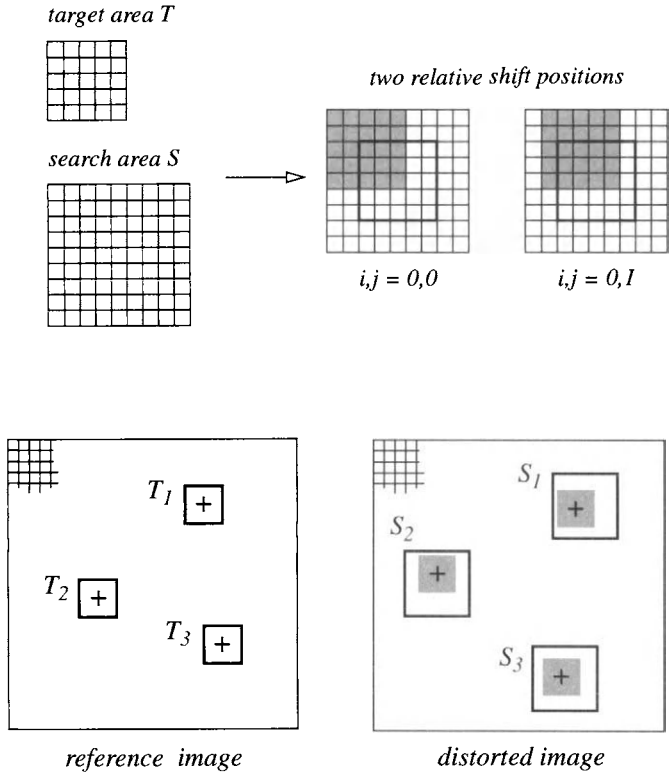 target area T
two relative shift positions
search area S
i,j = 0,0
i,j = 0,1
T1
S1
S2
T2
T3
S3
reference image
distorted image